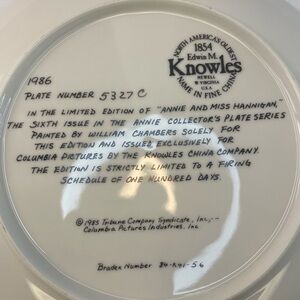 NORTH AMERICA'S OLDEST
1854
Edwin M.
Knowles
NEWELL
W. VIRGINIA
U.S.A.
NAME IN FINE CHINA
1986
PLATE NUMBER 5327C
IN THE LIMITED EDITION OF "ANNIE AND MISS HANNIGAN,"
THE SIXTH ISSUE IN THE ANNIE COLLECTOR'S PLATE SERIES
PAINTED BY WILLIAM CHAMBERS SOLELY FOR
THIS EDITION AND ISSUED EXCLUSIVELY FOR
COLUMBIA PICTURES BY THE KNOWLES CHINA COMPANY.
THE EDITION IS STRICTLY LIMITED TO A FIRING
SCHEDULE OF ONE HUNDRED DAYS.
©1985 Tribune Company Syndicate, Inc.,
Columbia Pictures Industries, Inc
Bradex Number 84-K41-5.6